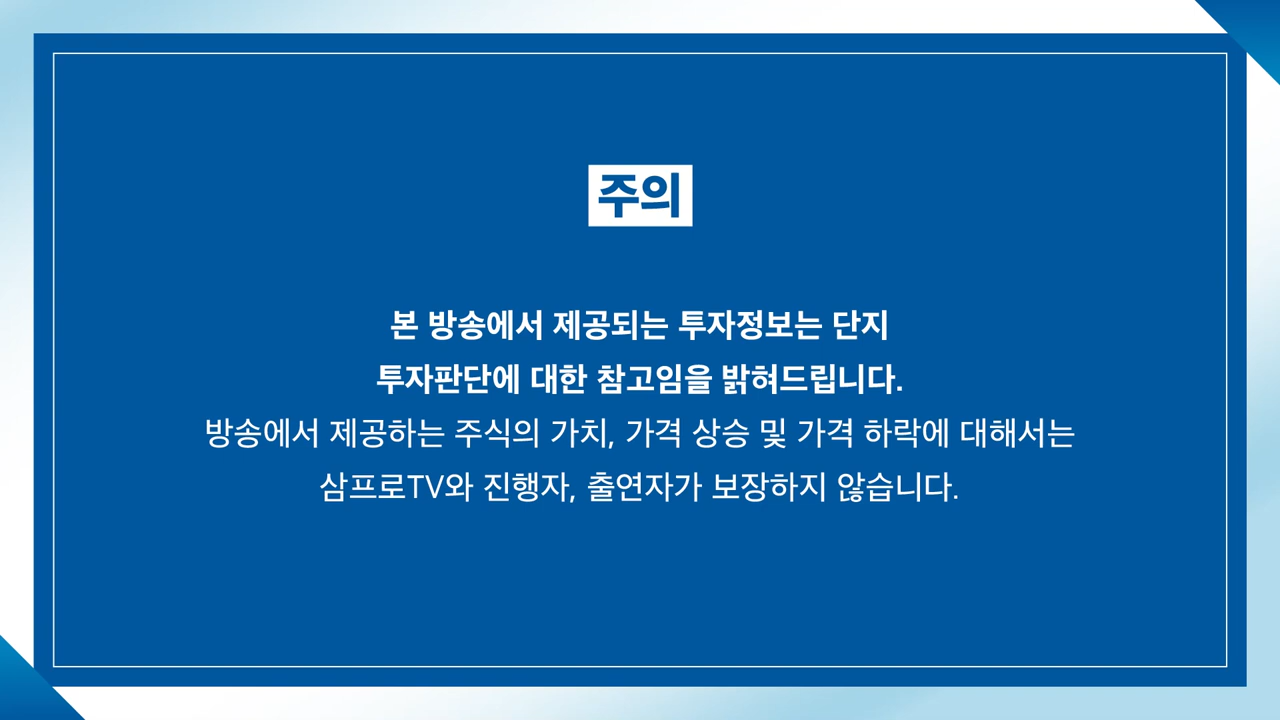 주의
본 방송에서 제공되는 투자정보는 단지
투자판단에 대한 참고임을 밝혀드립니다.
방송에서 제공하는 주식의 가치, 가격 상승 및 가격 하락에 대해서는
삼프로TV와 진행자, 출연자가 보장하지 않습니다.